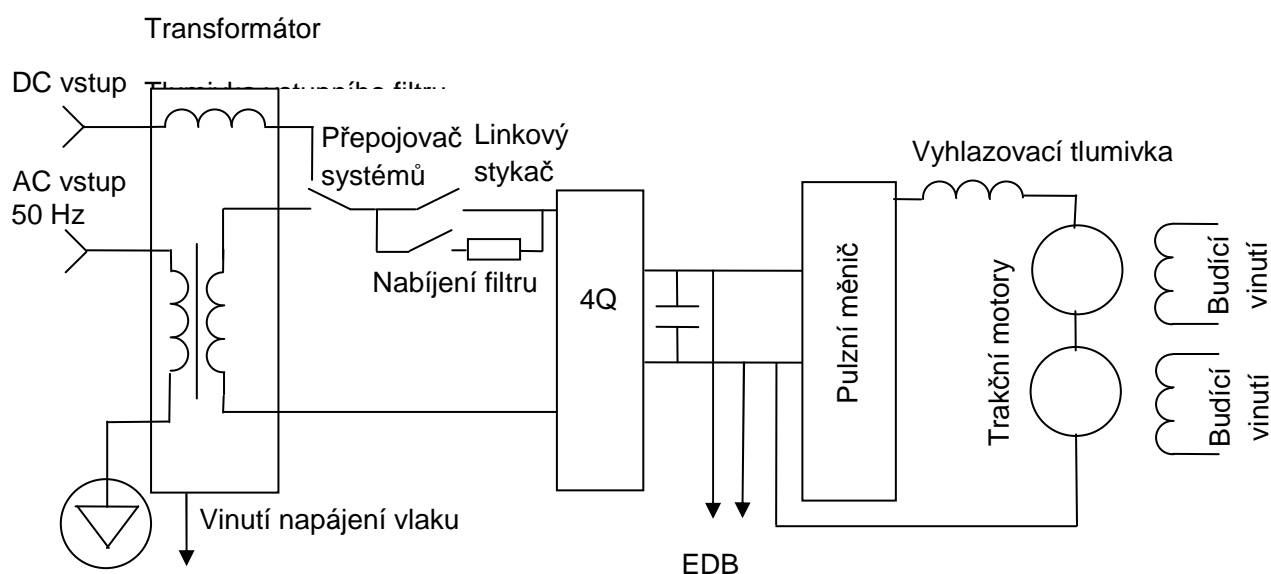 Transformátor
DC vstup
Přepojovač
systémů
Linkový
stykač
Vyhlazovací tlumivka
AC vstup
50 Hz
Nabíjení filtru
4Q
Pulzní měnič
Trakční motory
Budící
vinutí
Budící
vinutí
Vinutí napájení vlaku
EDB